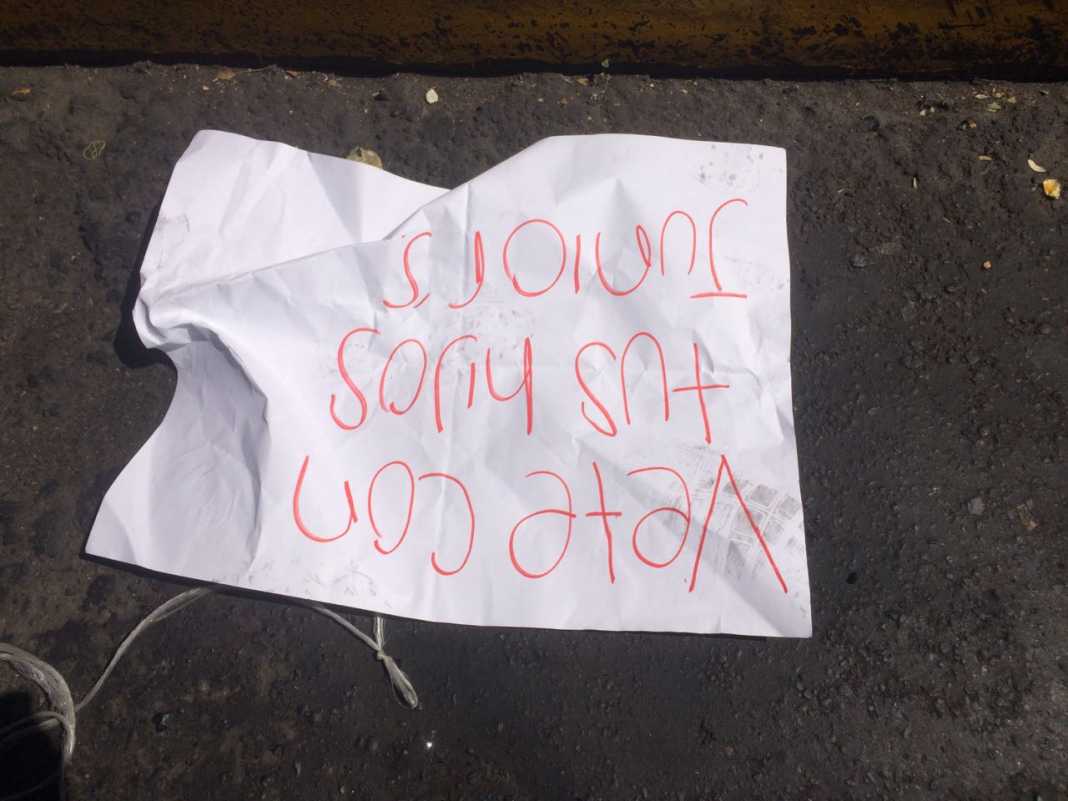 Vete con
tus hijos
Juniors